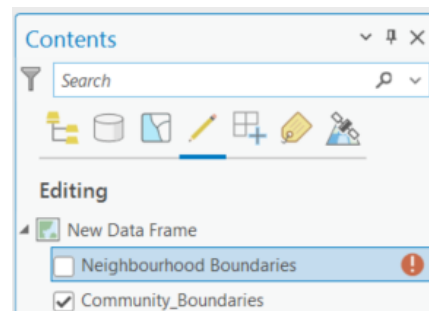 Contents
Search
Editing
New Data Frame
Neighbourhood Boundaries
Community_Boundaries